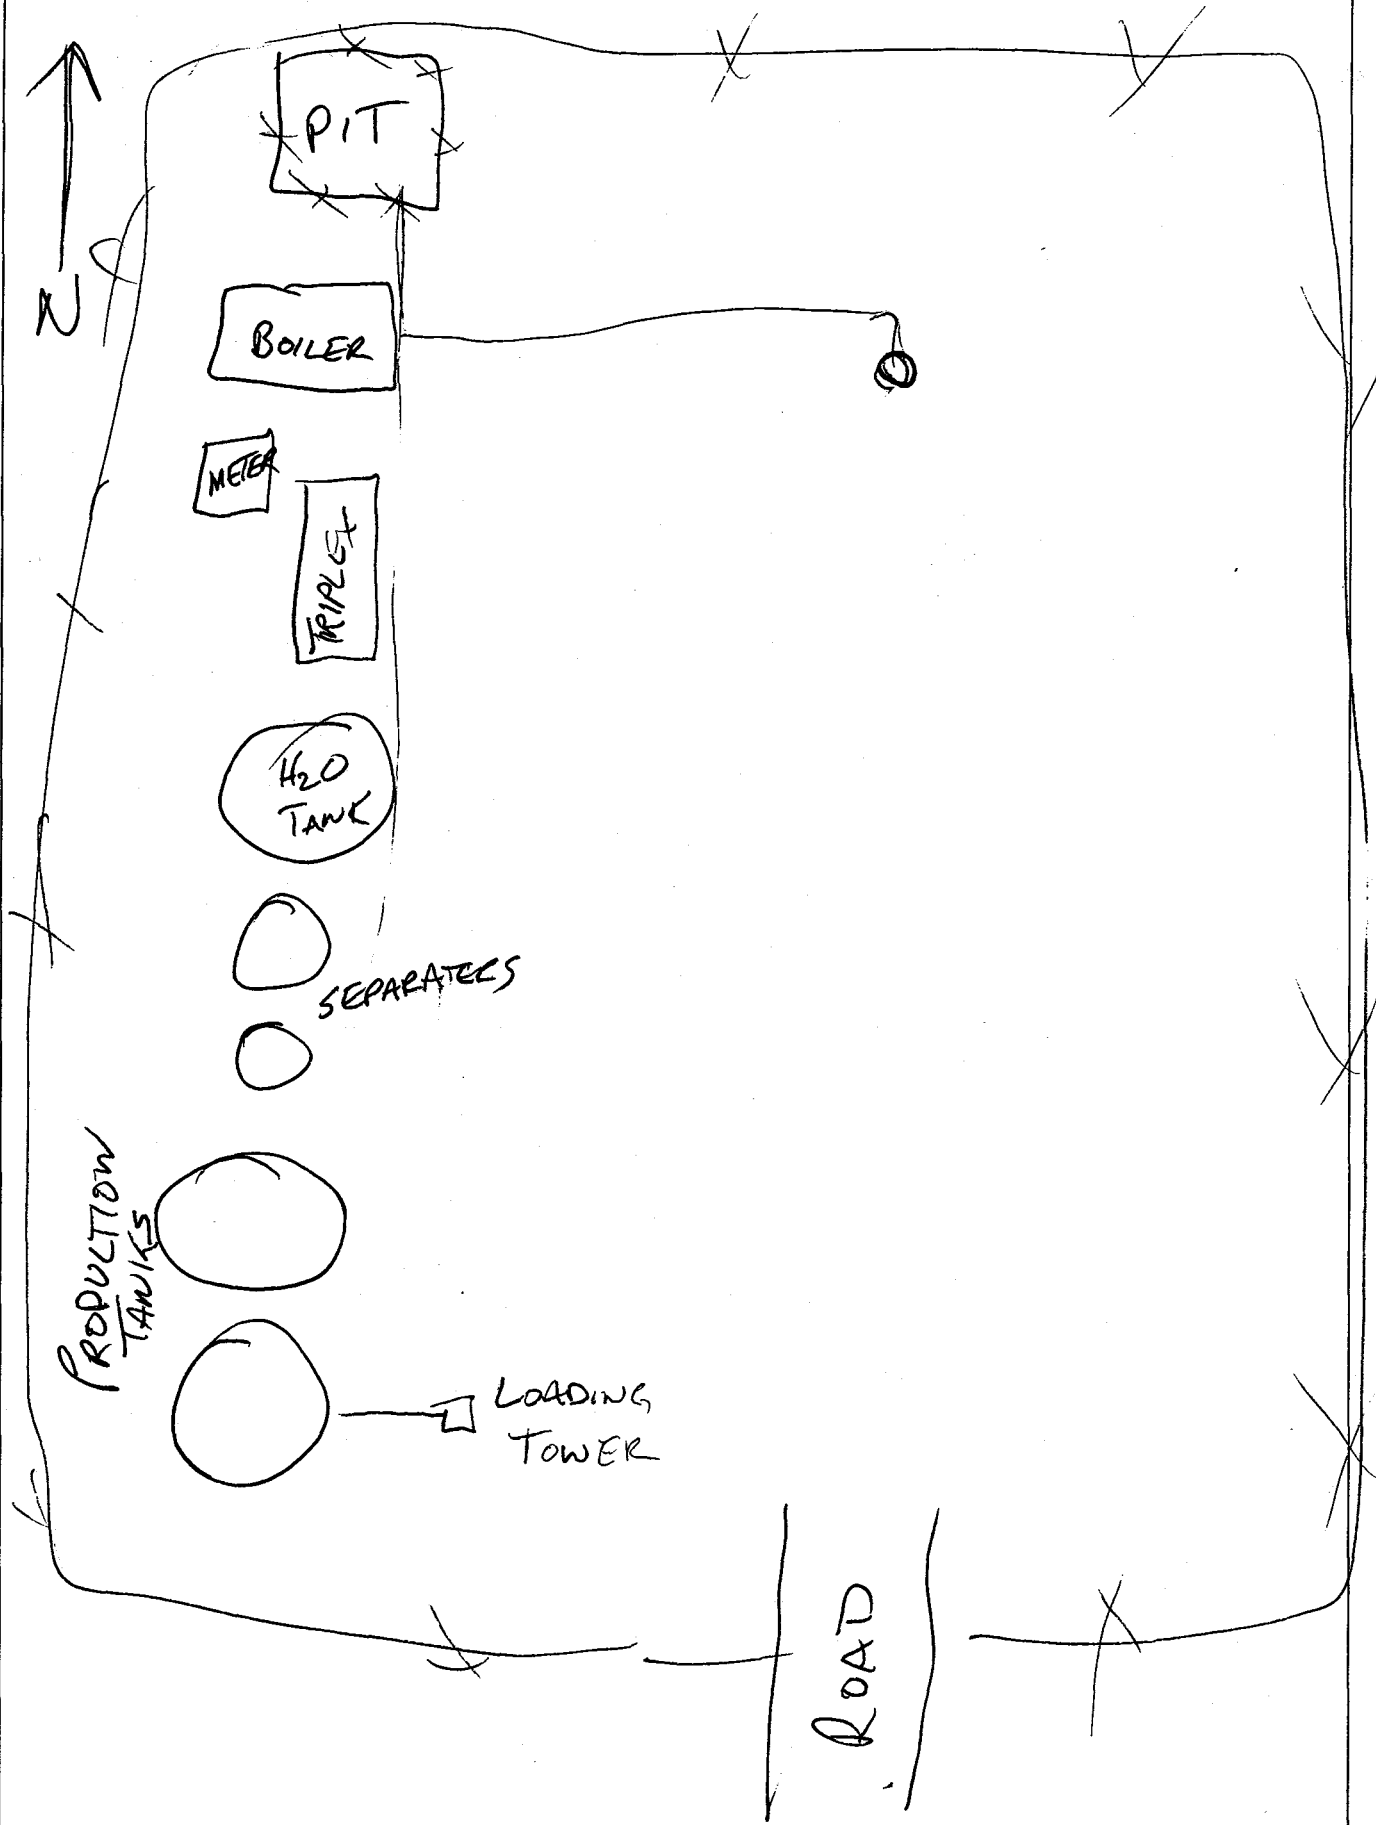 PIT
N
BOILER
METER
TRIPLEX
H2O
TANK
SEPARATERS
PRODUCTION
TANKS
LOADING
TOWER
ROAD